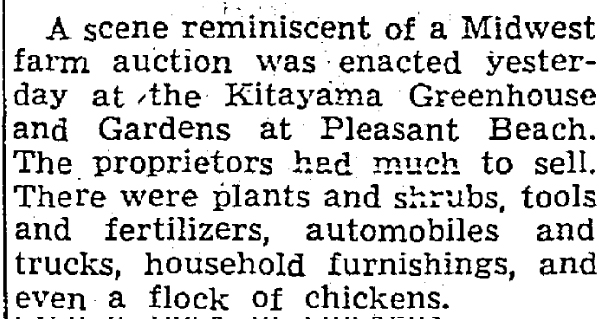 A scene reminiscent of a Midwest
farm auction was enacted yester-
day at the Kitayama Greenhouse
and Gardens at Pleasant Beach.
The proprietors had much to sell.
There were plants and shrubs, tools
and fertilizers, automobiles and
trucks, household furnishings, and
even a flock of chickens.